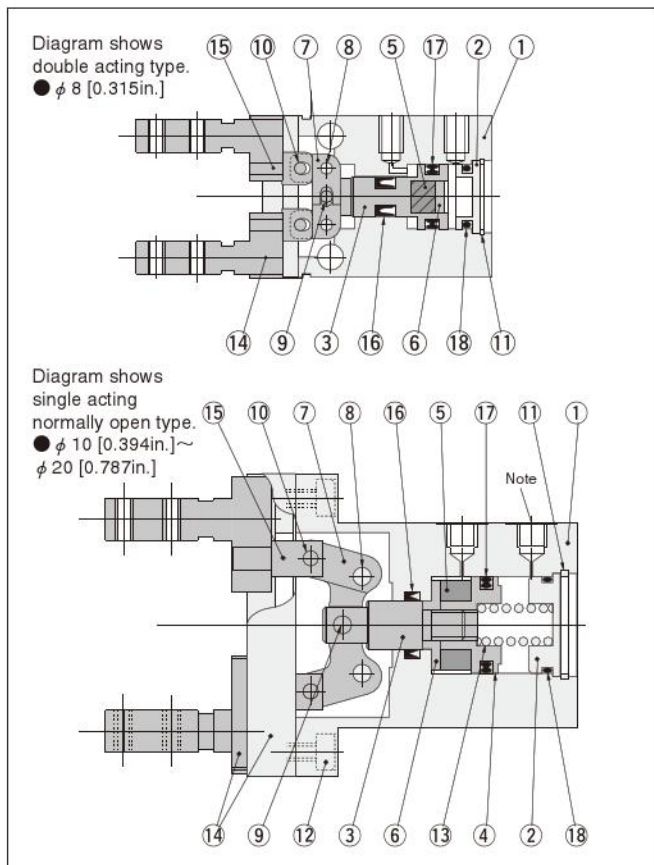 Diagram shows
double acting type.
● φ 8 [0.315in.]
⑮ ⑩ ⑦ ⑧ ⑤ ⑰ ② ①
⑭ ⑨ ③ ⑯ ⑥ ⑱ ⑪
Diagram shows
single acting
normally open type.
● φ 10 [0.394in.]~
φ 20 [0.787in.]
⑮ ⑩ ⑦ ⑧ ⑯ ⑤ ⑰ ⑪ ①
Note
⑭ ⑨ ⑫ ③ ⑥ ⑬ ④ ② ⑱